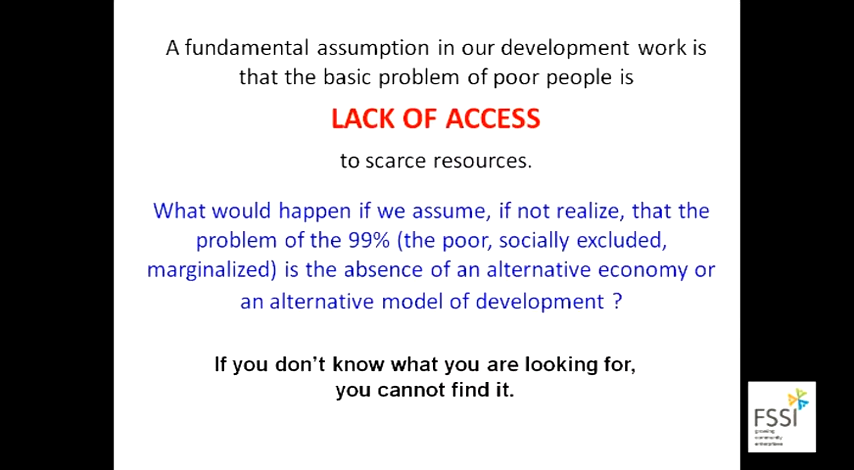 A fundamental assumption in our development work is
that the basic problem of poor people is
LACK OF ACCESS
to scarce resources.
What would happen if we assume, if not realize, that the
problem of the 99% (the poor, socially excluded,
marginalized) is the absence of an alternative economy or
an alternative model of development ?
If you don't know what you are looking for,
you cannot find it.
FSSI
growing
community
enterprises